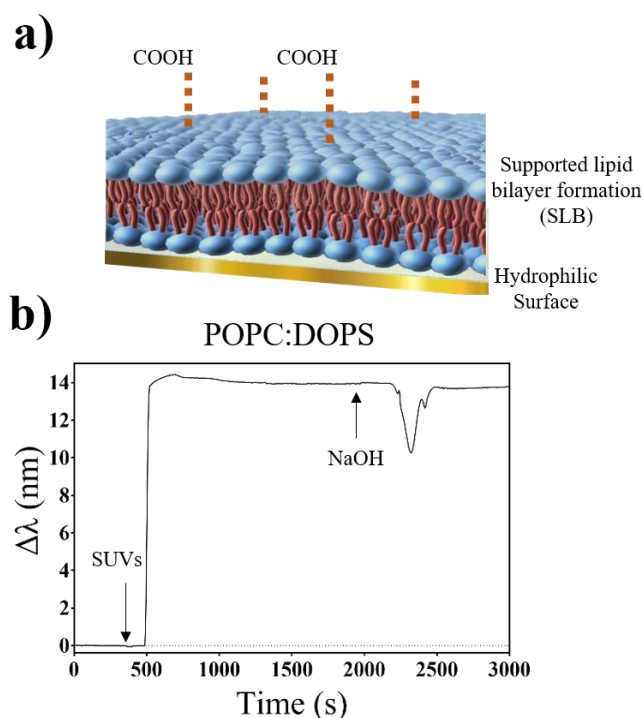 a)
COOH COOH
Supported lipid
bilayer formation
(SLB)
Hydrophilic
Surface
b)
POPC:DOPS
14
12
10
8
6
4
2
0
Δλ (nm)
SUVs
NaOH
0 500 1000 1500 2000 2500 3000
Time (s)